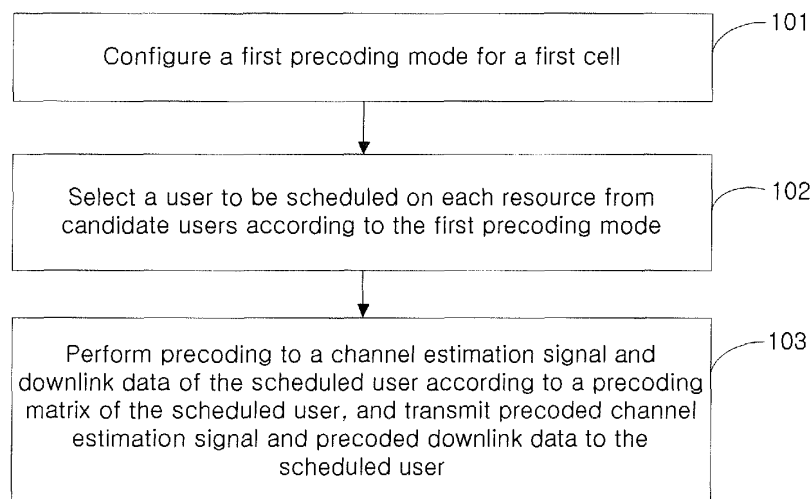 Configure a first precoding mode for a first cell
101
Select a user to be scheduled on each resource from
candidate users according to the first precoding mode
102
Perform precoding to a channel estimation signal and
downlink data of the scheduled user according to a precoding
matrix of the scheduled user, and transmit precoded channel
estimation signal and precoded downlink data to the
scheduled user
103